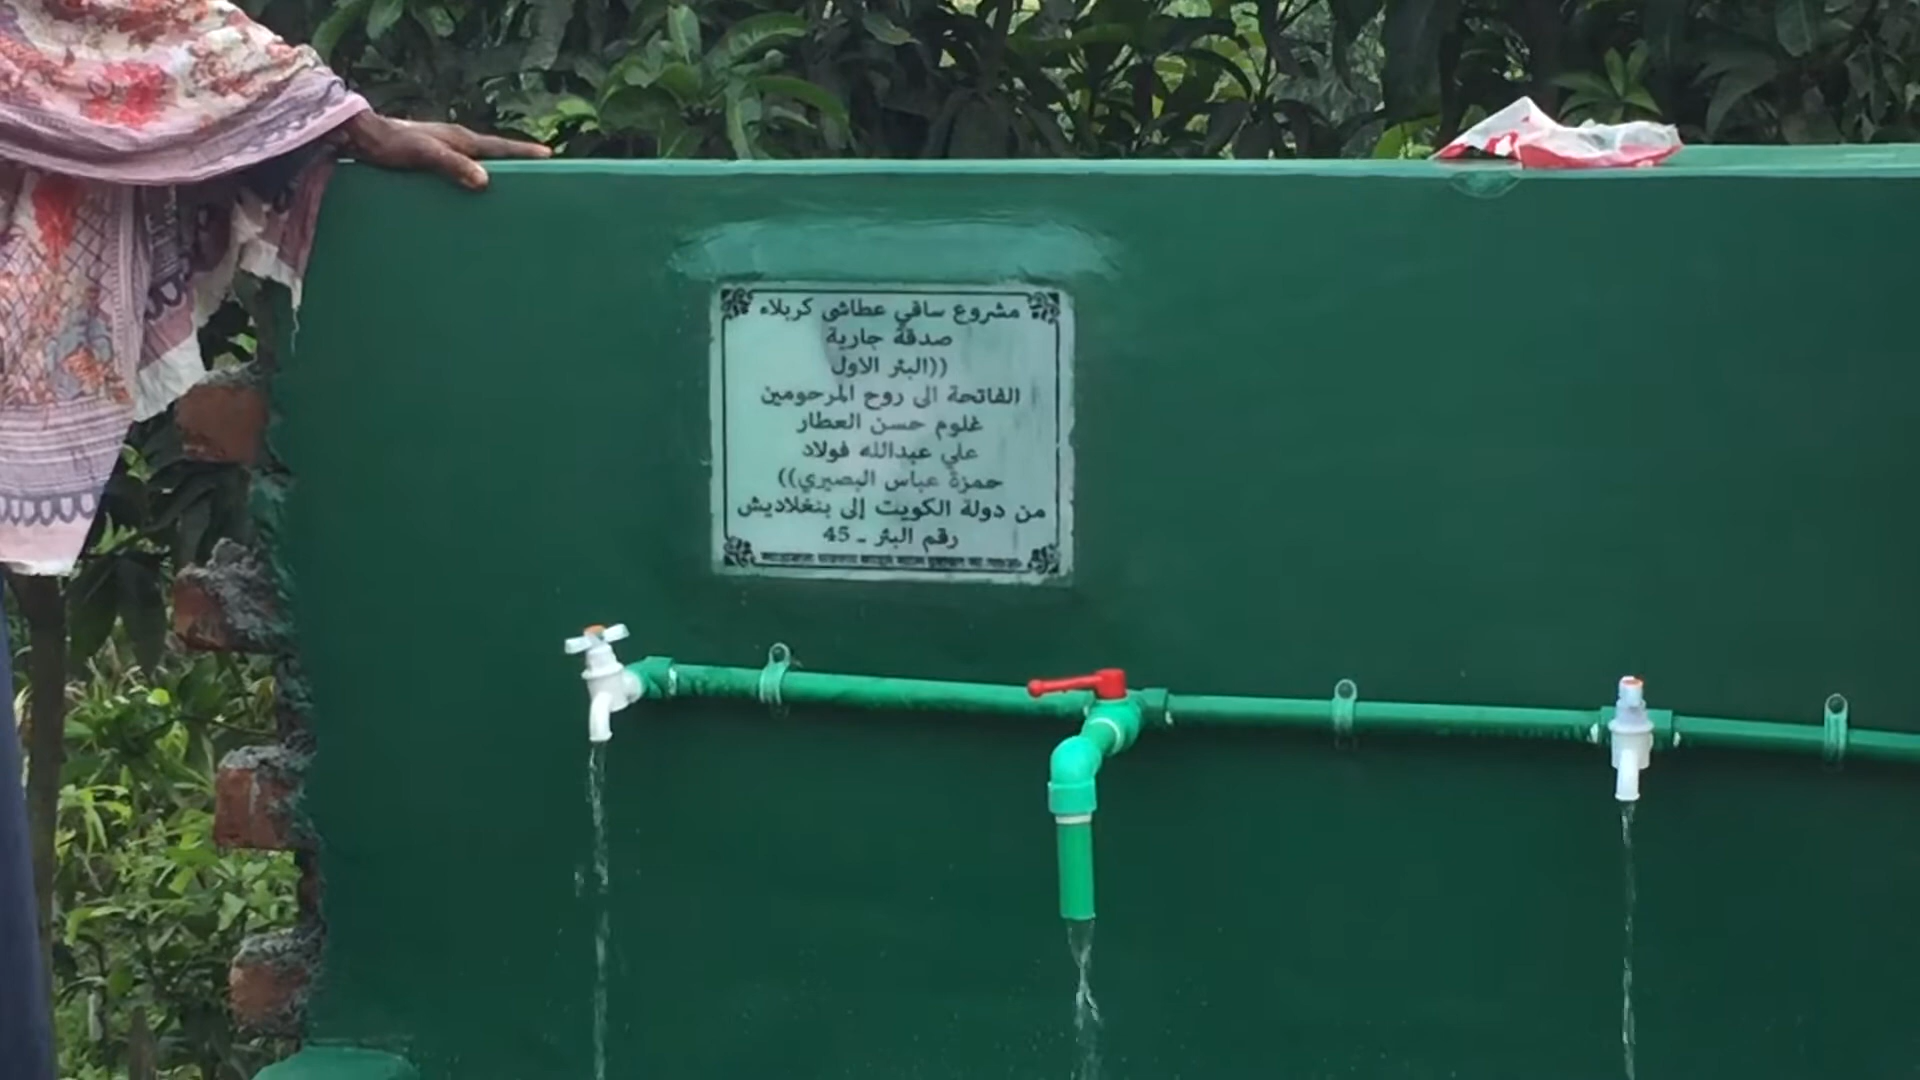 مشروع ساقي عطاشى كربلاء
صدقة جارية
((البئر الاول
الفاتحة الى روح المرحومين
غلوم حسن العطار
علي عبدالله فولاد
حمزة عباس البصيري))
من دولة الكويت إلى بنغلاديش
رقم البئر ـ 45